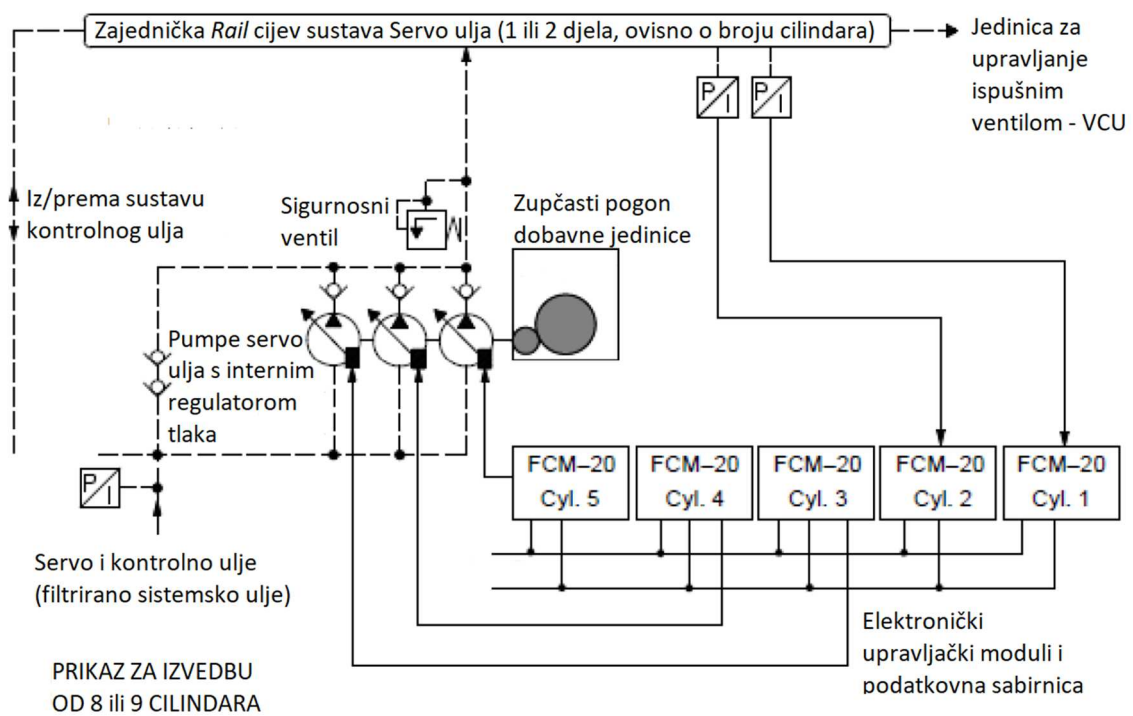 Zajednička Rail cijev sustava Servo ulja (1 ili 2 djela, ovisno o broju cilindara)
Jedinica za
upravljanje
ispušnim
ventilom - VCU
P
I
P
I
Iz/prema sustavu
kontrolnog ulja
Sigurnosni
ventil
Zupčasti pogon
dobavne jedinice
Pumpe servo
ulja s internim
regulatorom
tlaka
P
I
FCM–20
Cyl. 5
FCM–20
Cyl. 4
FCM–20
Cyl. 3
FCM–20
Cyl. 2
FCM–20
Cyl. 1
Servo i kontrolno ulje
(filtrirano sistemsko ulje)
Elektronički
upravljački moduli i
podatkovna sabirnica
PRIKAZ ZA IZVEDBU
OD 8 ili 9 CILINDARA